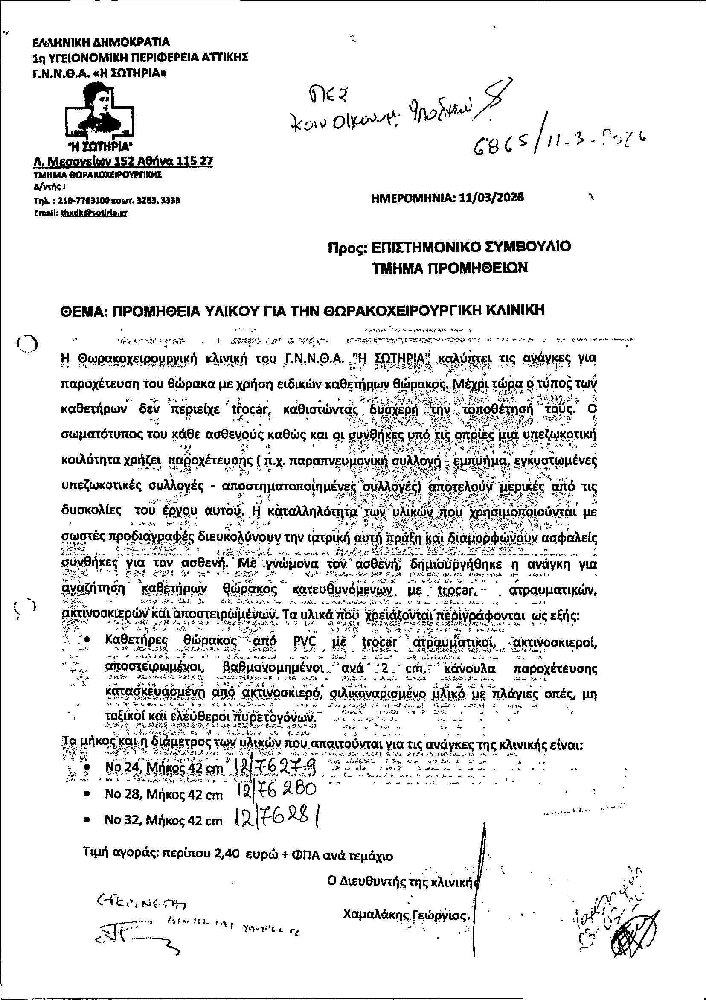 ΕΛΛΗΝΙΚΗ ΔΗΜΟΚΡΑΤΙΑ
1η ΥΓΕΙΟΝΟΜΙΚΗ ΠΕΡΙΦΕΡΕΙΑ ΑΤΤΙΚΗΣ
Γ.Ν.Ν.Θ.Α. «Η ΣΩΤΗΡΙΑ»
"Η ΣΩΤΗΡΙΑ"
Λ. Μεσογείων 152 Αθήνα 115 27
ΤΜΗΜΑ ΘΩΡΑΚΟΧΕΙΡΟΥΡΓΙΚΗΣ
Δ/ντής :
Τηλ. : 210-7763100 εσωτ. 3283, 3333
Email: thxdk@sotiria.gr
ΠΕΣ
6865/11-3-2026
ΗΜΕΡΟΜΗΝΙΑ: 11/03/2026
Προς: ΕΠΙΣΤΗΜΟΝΙΚΟ ΣΥΜΒΟΥΛΙΟ
ΤΜΗΜΑ ΠΡΟΜΗΘΕΙΩΝ
ΘΕΜΑ: ΠΡΟΜΗΘΕΙΑ ΥΛΙΚΟΥ ΓΙΑ ΤΗΝ ΘΩΡΑΚΟΧΕΙΡΟΥΡΓΙΚΗ ΚΛΙΝΙΚΗ
Η Θωρακοχειρουργική κλινική του Γ.Ν.Ν.Θ.Α. "Η ΣΩΤΗΡΙΑ" καλύπτει τις ανάγκες για
παροχέτευση του θώρακα με χρήση ειδικών καθετήρων θώρακος. Μέχρι τώρα ο τύπος των
καθετήρων δεν περιείχε trocar, καθιστώντας δυσχερή την τοποθέτησή τους. Ο
σωματότυπος του κάθε ασθενούς καθώς και οι συνθήκες υπό τις οποίες μια υπεζωκοτική
κοιλότητα χρήζει παροχέτευσης ( π.χ. παραπνευμονική συλλογή - εμπυήμα, εγκυστωμένες
υπεζωκοτικές συλλογές - αποστηματοποιημένες συλλογές) αποτελούν μερικές από τις
δυσκολίες του έργου αυτού. Η καταλληλότητα των υλικών που χρησιμοποιούνται με
σωστές προδιαγραφές διευκολύνουν την ιατρική αυτή πράξη και διαμορφώνουν ασφαλείς
συνθήκες για τον ασθενή. Με γνώμονα τον ασθενή, δημιουργήθηκε η ανάγκη για
αναζήτηση καθετήρων θώρακος κατευθυνόμενων με trocar, ατραυματικών,
ακτινοσκιερών και αποστειρωμένων. Τα υλικά που χρειάζονται περιγράφονται ως εξής:
• Καθετήρες θώρακος από PVC με trocar ατραυματικοί, ακτινοσκιεροί,
αποστειρωμένοι, βαθμονομημένοι ανά 2 cm, κάνουλα παροχέτευσης
κατασκευασμένη από ακτινοσκιερό, σιλικοναρισμένο υλικό με πλάγιες οπές, μη
τοξικοί και ελεύθεροι πυρετογόνων.
Το μήκος και η διάμετρος των υλικών που απαιτούνται για τις ανάγκες της κλινικής είναι:
• Νο 24, Μήκος 42 cm 12/76279
• Νο 28, Μήκος 42 cm 12/76280
• Νο 32, Μήκος 42 cm 12/76281
Τιμή αγοράς: περίπου 2,40 ευρώ + ΦΠΑ ανά τεμάχιο
Ο Διευθυντής της κλινικής
Χαμαλάκης Γεώργιος